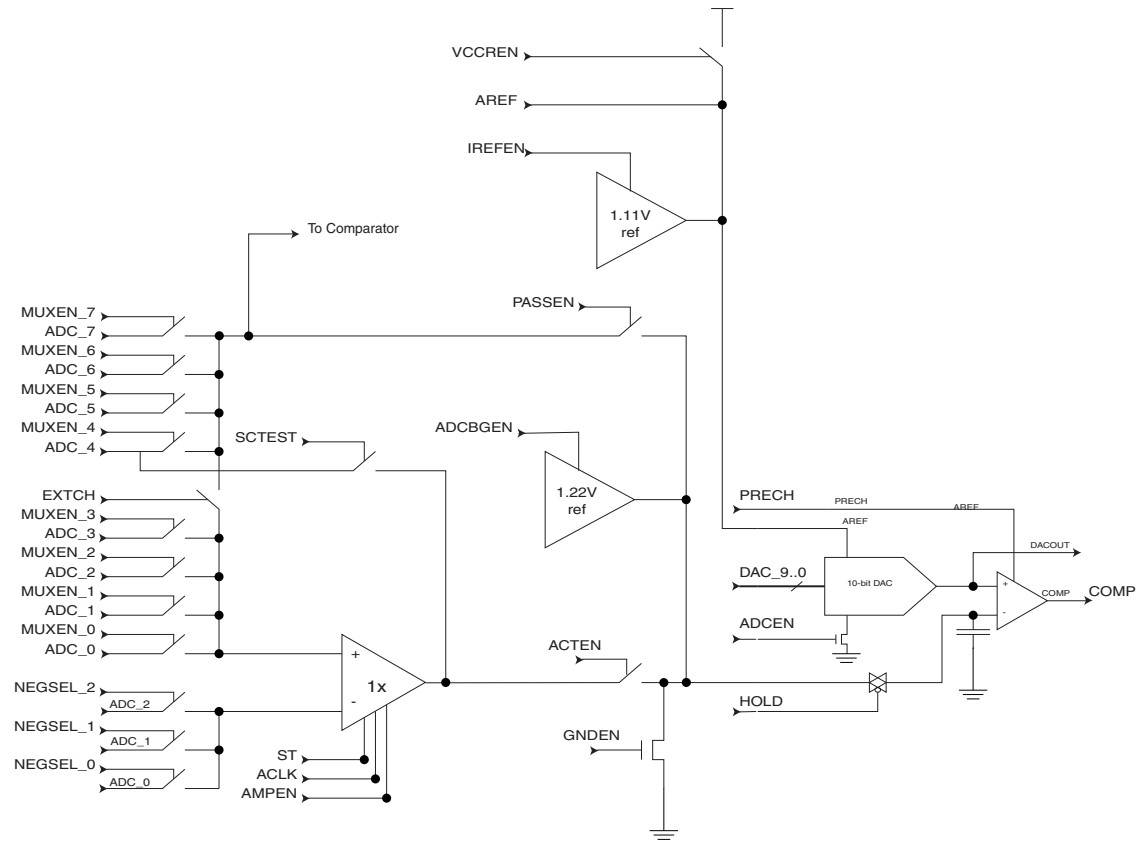 VCCREN
AREF
IREFEN
1.11V
ref
To Comparator
PASSEN
MUXEN_7
ADC_7
MUXEN_6
ADC_6
MUXEN_5
ADC_5
MUXEN_4
ADC_4
SCTEST
ADCBGEN
1.22V
ref
EXTCH
MUXEN_3
ADC_3
MUXEN_2
ADC_2
MUXEN_1
ADC_1
MUXEN_0
ADC_0
PRECH
PRECH
AREF
AREF
DACOUT
DAC_9..0
10-bit DAC
+
-
COMP
COMP
ADCEN
+
1x
-
ACTEN
NEGSEL_2
ADC_2
NEGSEL_1
ADC_1
NEGSEL_0
ADC_0
HOLD
GNDEN
ST
ACLK
AMPEN